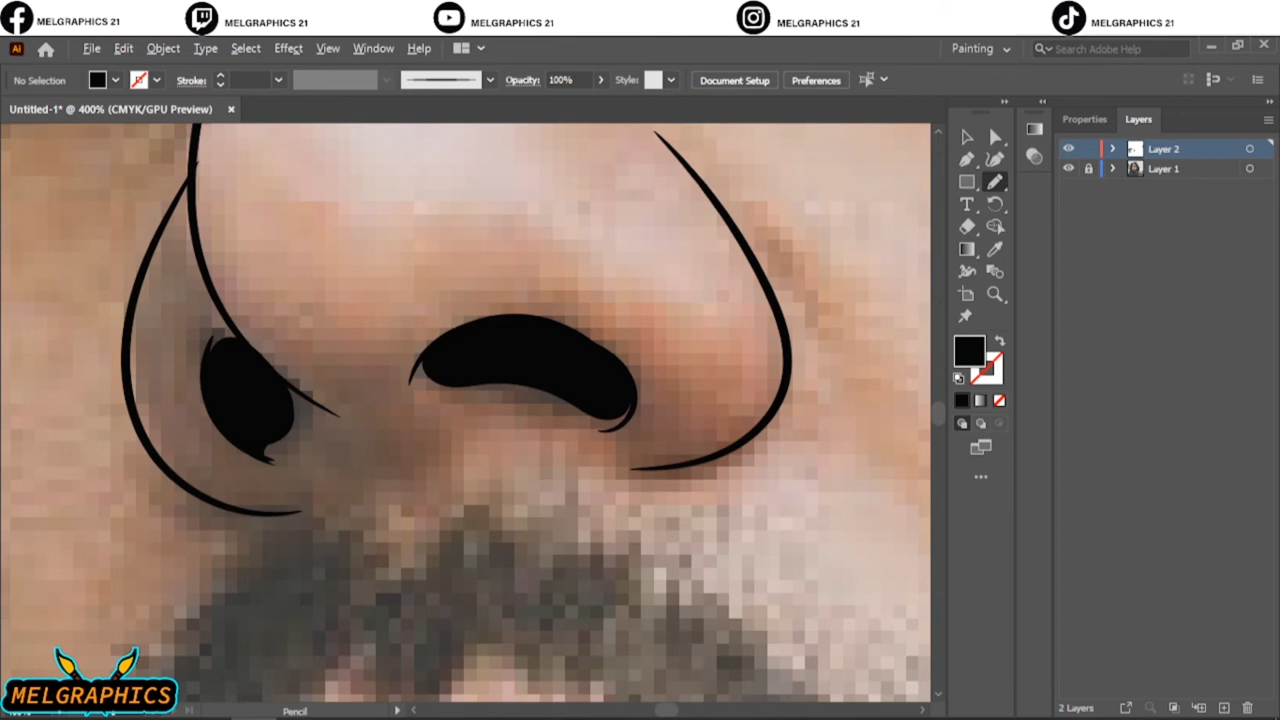 MELGRAPHICS 21 MELGRAPHICS 21 MELGRAPHICS 21 MELGRAPHICS 21 MELGRAPHICS 21
Ai File Edit Object Type Select Effect View Window Help Painting Search Adobe Help
No Selection Stroke: Opacity: 100% Style: Document Setup Preferences
Untitled-1* @ 400% (CMYK/GPU Preview)
Properties Layers
Layer 2
Layer 1
MELGRAPHICS
Pencil
2 Layers